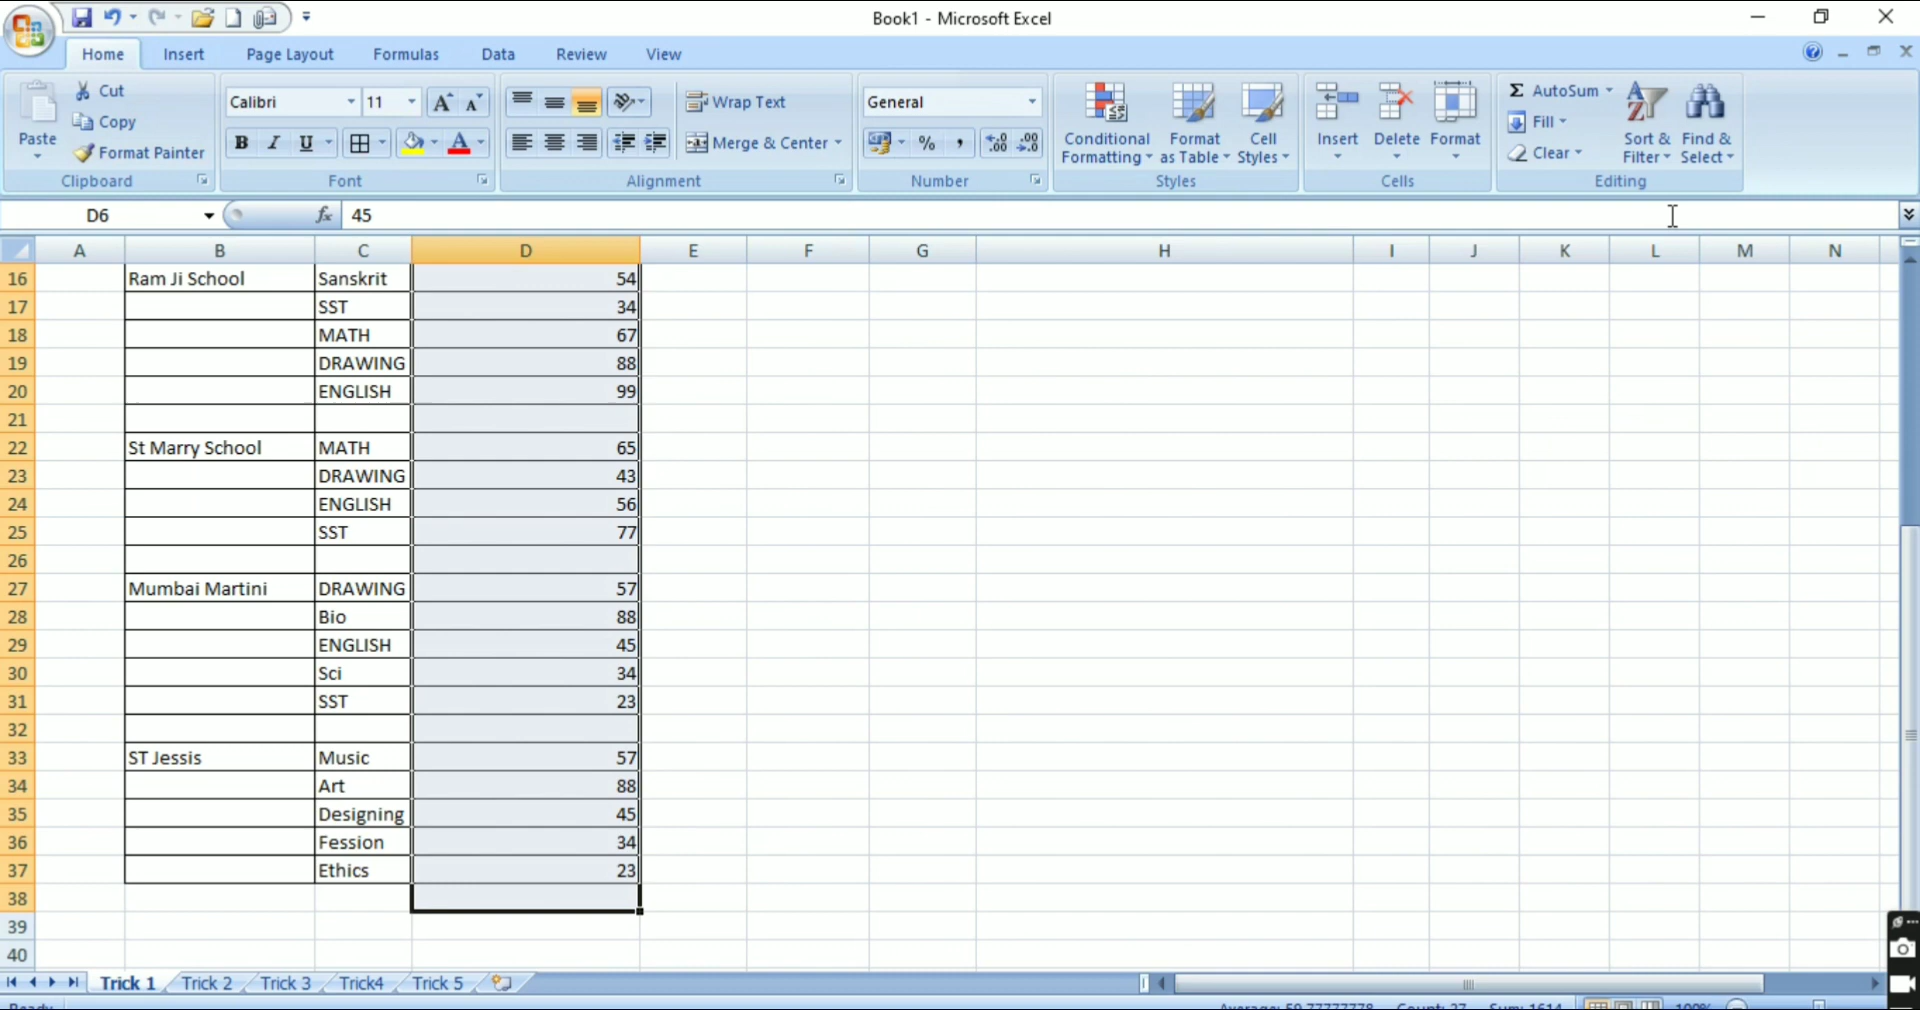 Book1 - Microsoft Excel
Home Insert Page Layout Formulas Data Review View
Paste
Cut
Copy
Format Painter
Clipboard
Calibri 11
B I U
Font
Wrap Text
Merge & Center
Alignment
General
% ,
Number
Conditional Formatting
Format as Table
Cell Styles
Styles
Insert Delete Format
Cells
Σ AutoSum
Fill
Clear
Sort & Filter
Find & Select
Editing
D6 fx 45
A B C D E F G H I J K L M N
16 Ram Ji School Sanskrit 54
17 SST 34
18 MATH 67
19 DRAWING 88
20 ENGLISH 99
21
22 St Marry School MATH 65
23 DRAWING 43
24 ENGLISH 56
25 SST 77
26
27 Mumbai Martini DRAWING 57
28 Bio 88
29 ENGLISH 45
30 Sci 34
31 SST 23
32
33 ST Jessis Music 57
34 Art 88
35 Designing 45
36 Fession 34
37 Ethics 23
38
39
40
Trick 1 Trick 2 Trick 3 Trick4 Trick 5
Ready Average: 59.77777778 Count: 27 Sum: 1614 100%